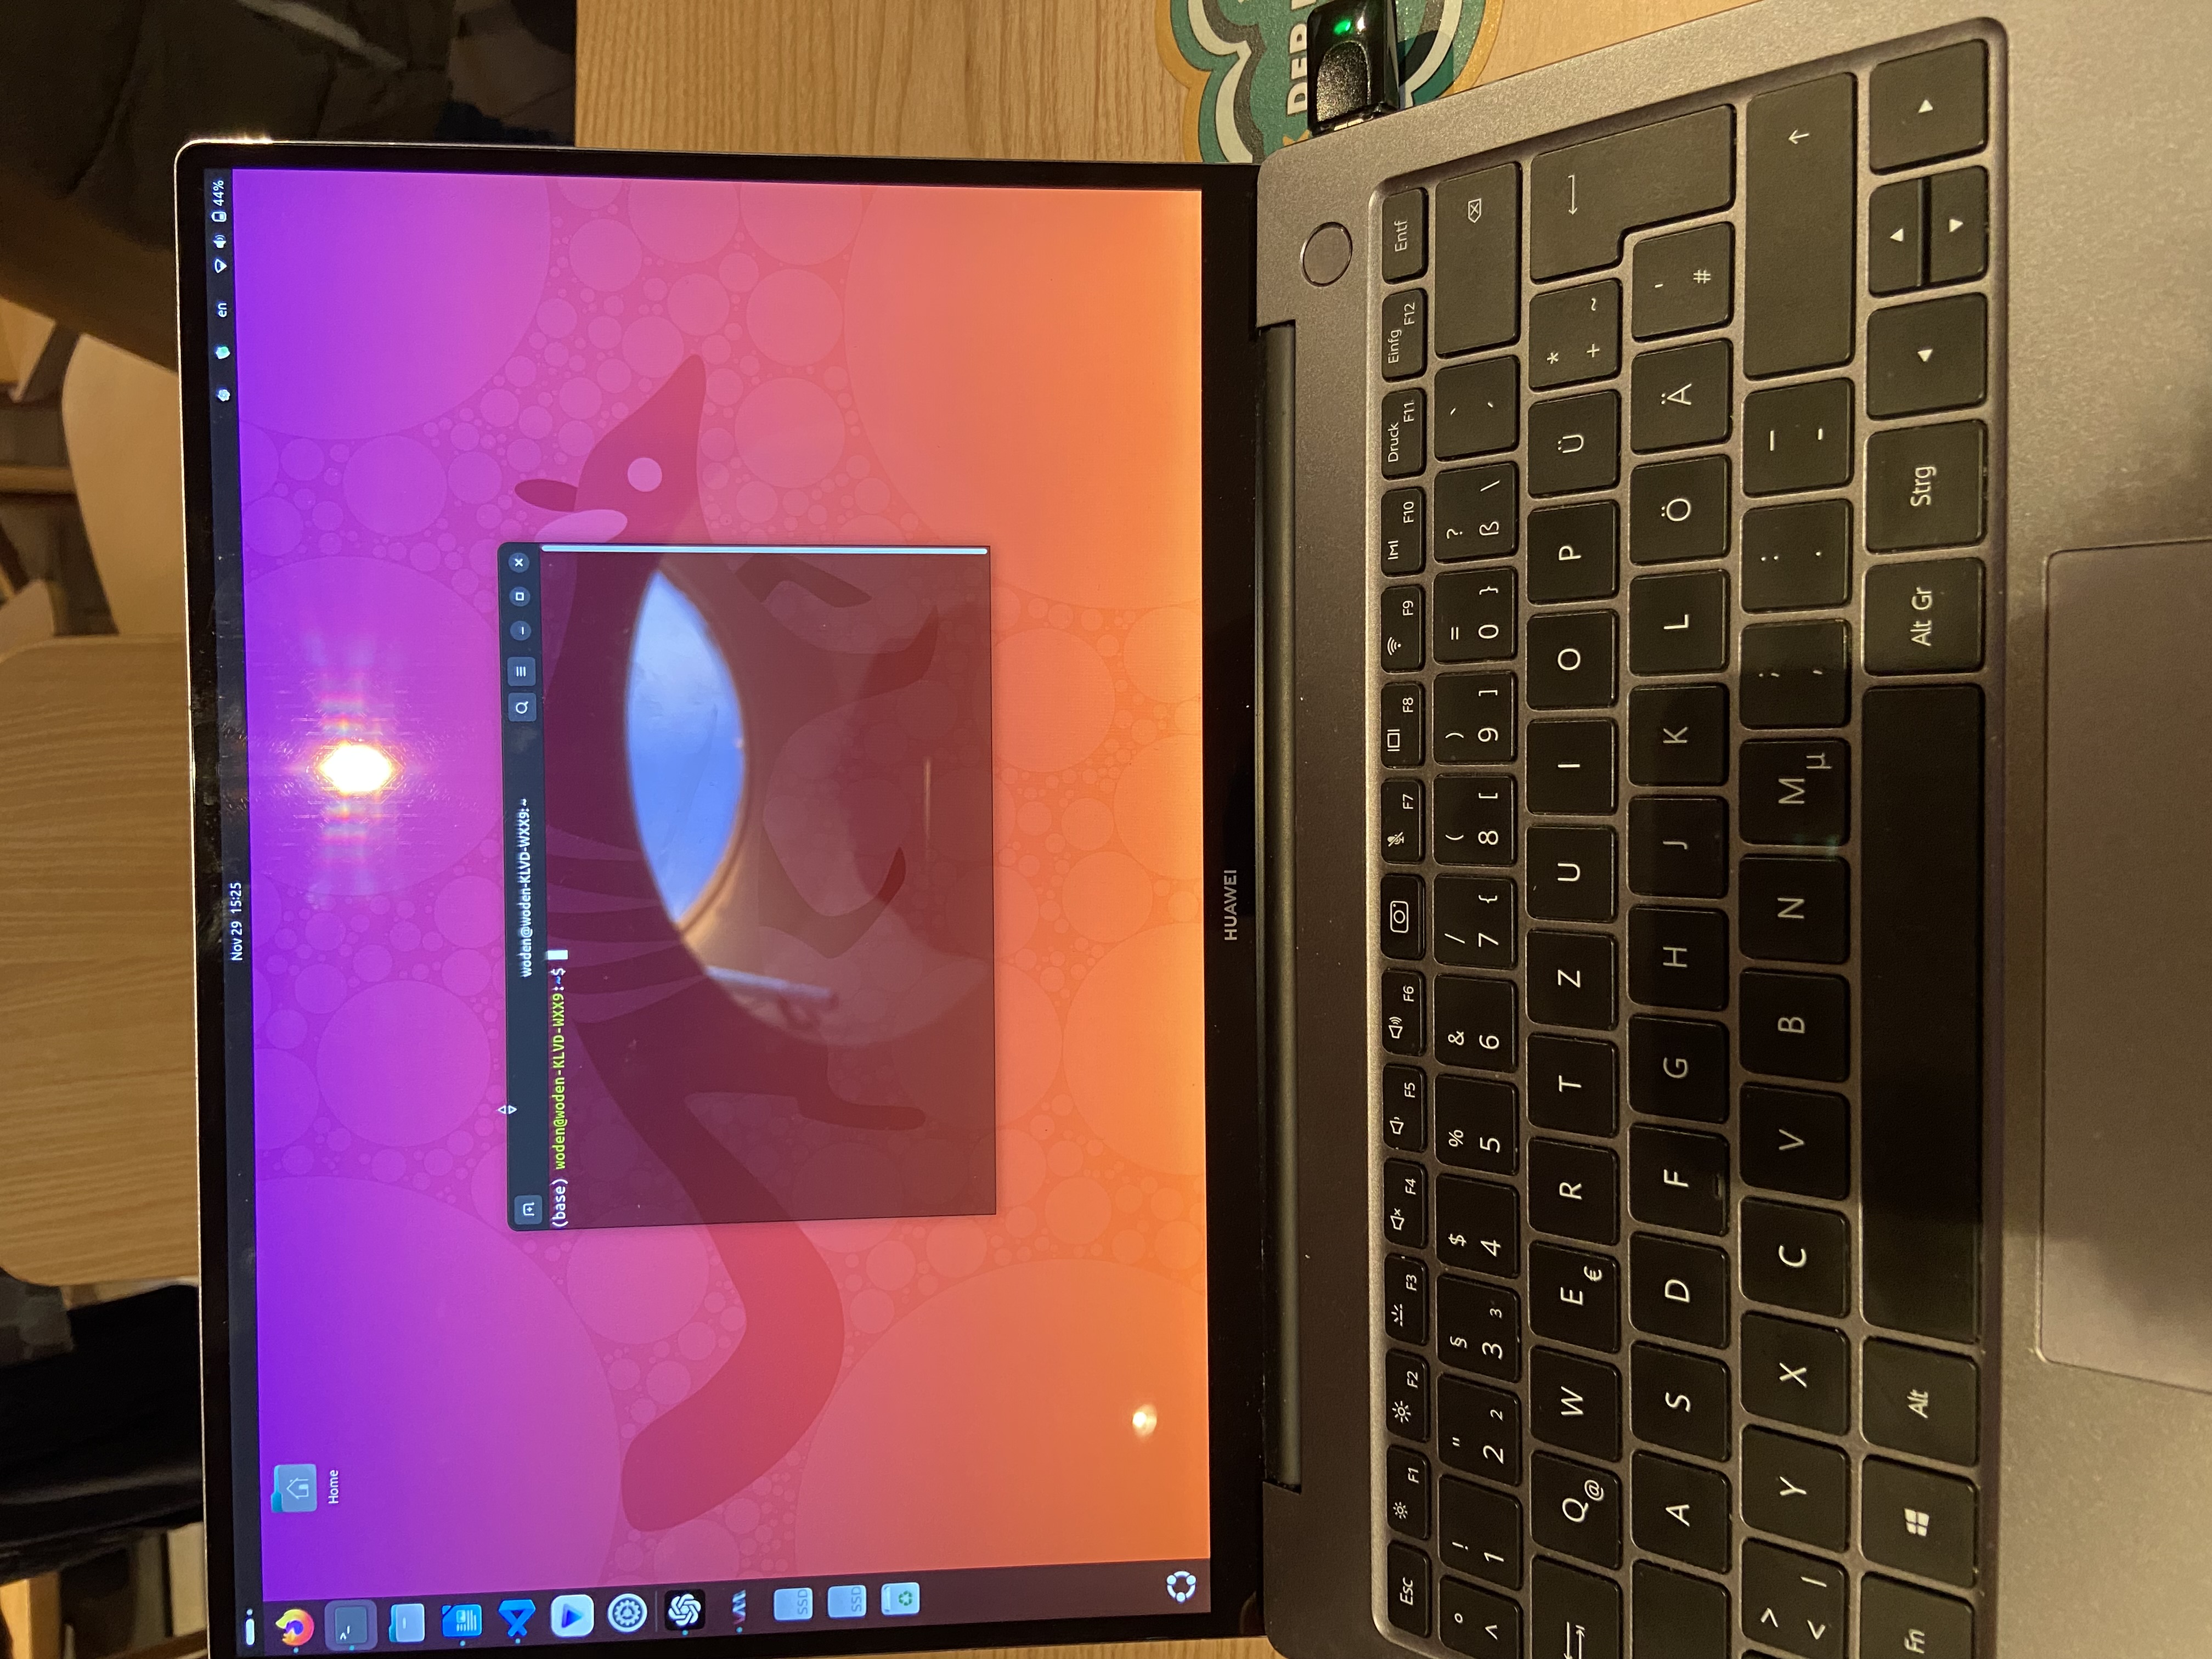 Nov 29 15:25
en
44%
Home
woden@woden-KLVD-WXX9: ~
(base) woden@woden-KLVD-WXX9:~$
SSD
SSD
HUAWEI
DER
Esc F1 F2 F3 F4 F5 F6 F7 F8 F9 F10 Druck F11 Einfg F12 Entf
° ! " § $ % & / ( ) = ? `
^ 1 2 2 3 3 4 5 6 7 { 8 [ 9 ] 0 } ß \ ´
Q @ W E € R T Z U I O P Ü * + ~
A S D F G H J K L Ö Ä ' #
> < | Y X C V B N M µ ; , : . _ -
Fn Alt Alt Gr Strg